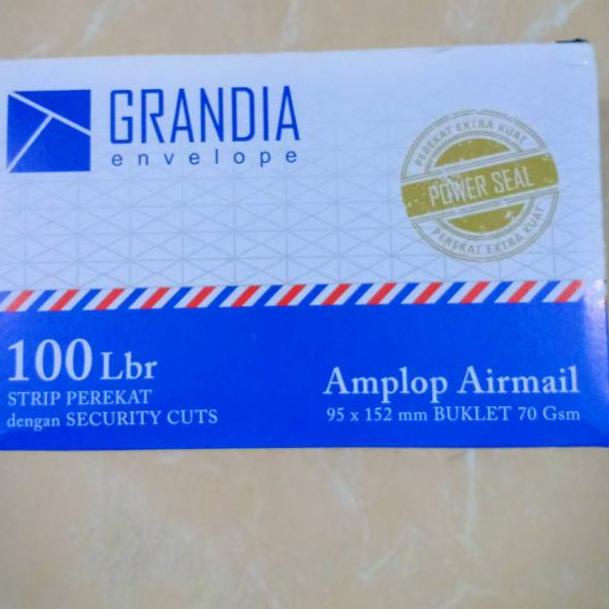 GRANDIA
envelope
PEREKAT EXTRA KUAT
POWER SEAL
PEREKAT EXTRA KUAT
100 Lbr
STRIP PEREKAT
dengan SECURITY CUTS
Amplop Airmail
95 x 152 mm BUKLET 70 Gsm